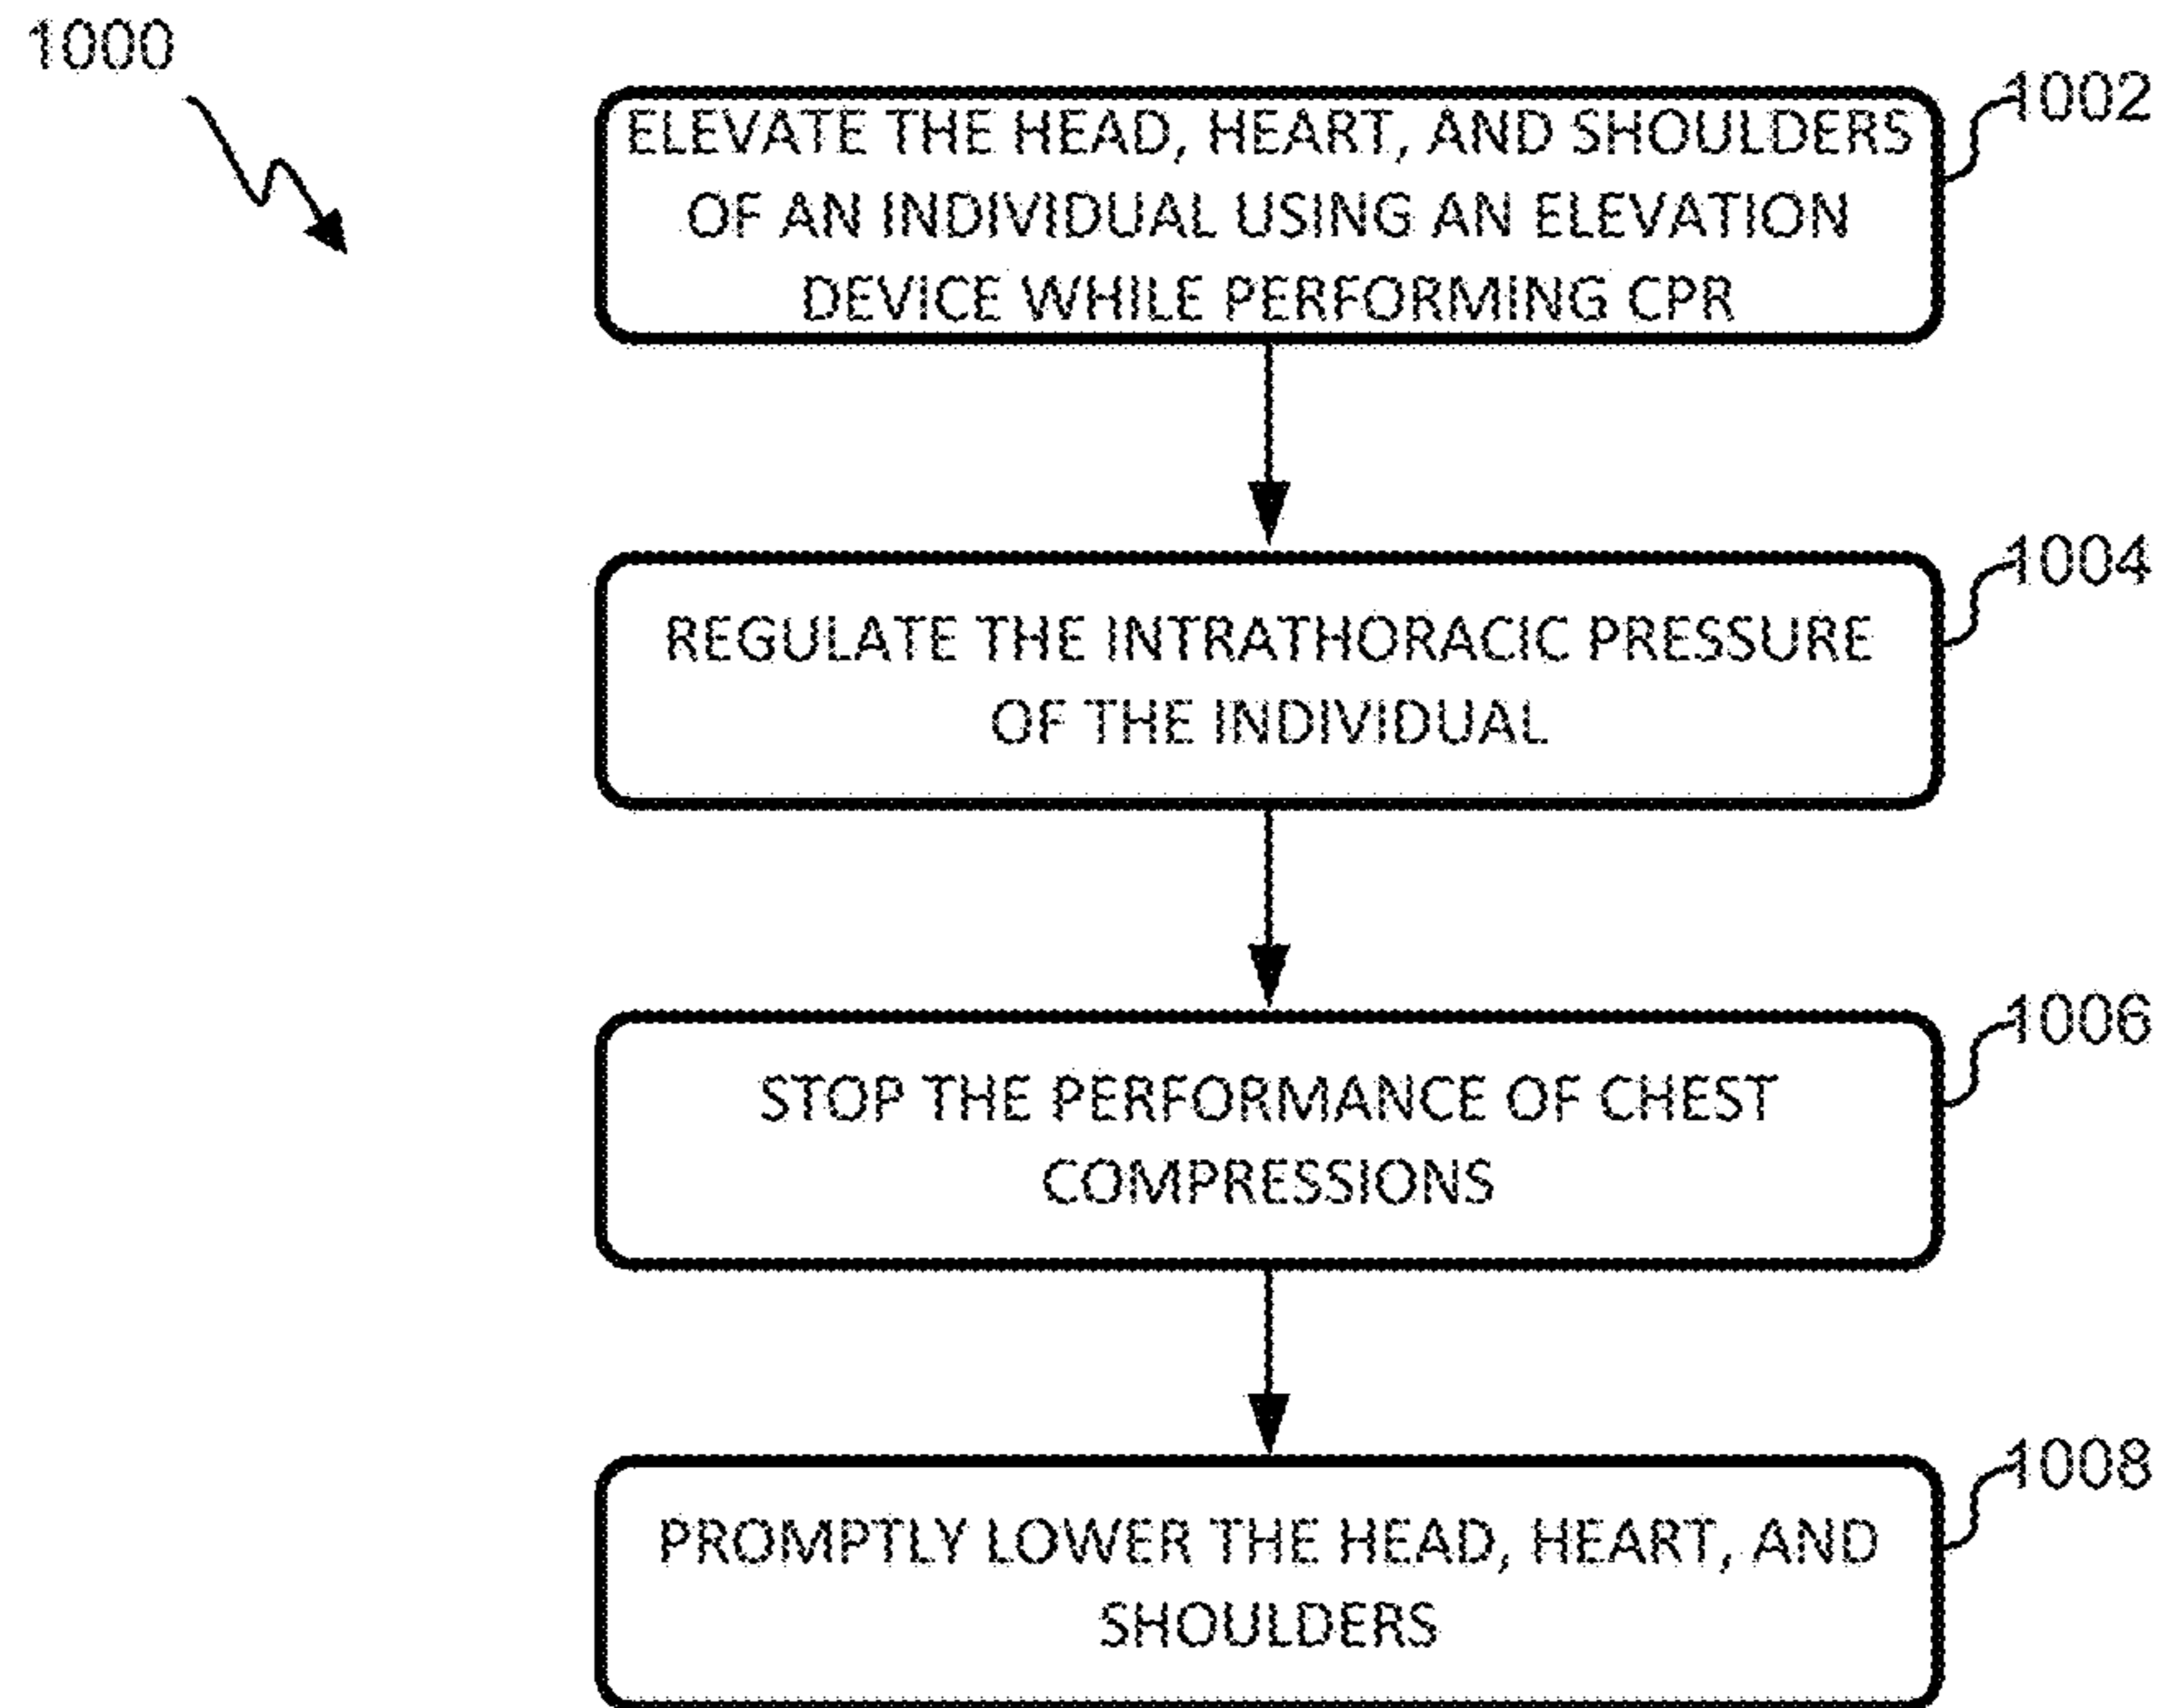 1000
1002
ELEVATE THE HEAD, HEART, AND SHOULDERS
OF AN INDIVIDUAL USING AN ELEVATION
DEVICE WHILE PERFORMING CPR
1004
REGULATE THE INTRATHORACIC PRESSURE
OF THE INDIVIDUAL
1006
STOP THE PERFORMANCE OF CHEST
COMPRESSIONS
1008
PROMPTLY LOWER THE HEAD, HEART, AND
SHOULDERS